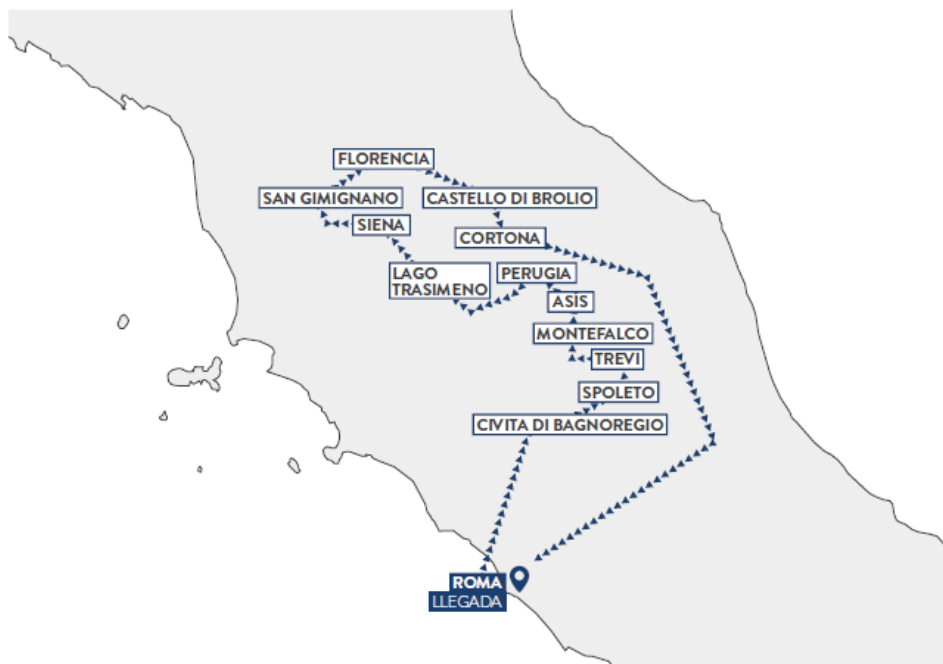 FLORENCIA
SAN GIMIGNANO
CASTELLO DI BROLIO
SIENA
CORTONA
LAGO
TRASIMENO
PERUGIA
ASÍS
MONTEFALCO
TREVI
SPOLETO
CIVITA DI BAGNOREGIO
ROMA
LLEGADA